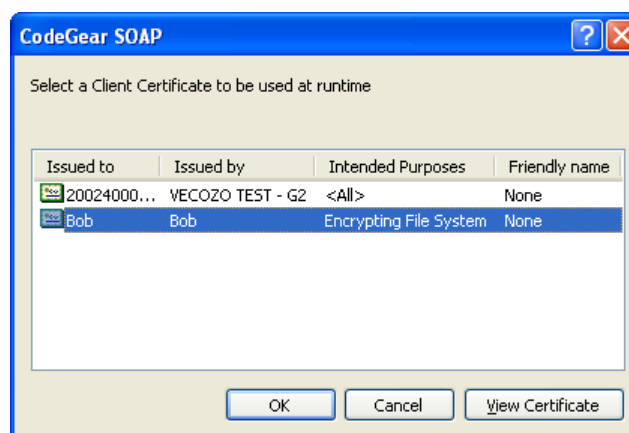 CodeGear SOAP
Select a Client Certificate to be used at runtime
Issued to Issued by Intended Purposes Friendly name
20024000... VECOZO TEST - G2 <All> None
Bob Bob Encrypting File System None
OK Cancel View Certificate